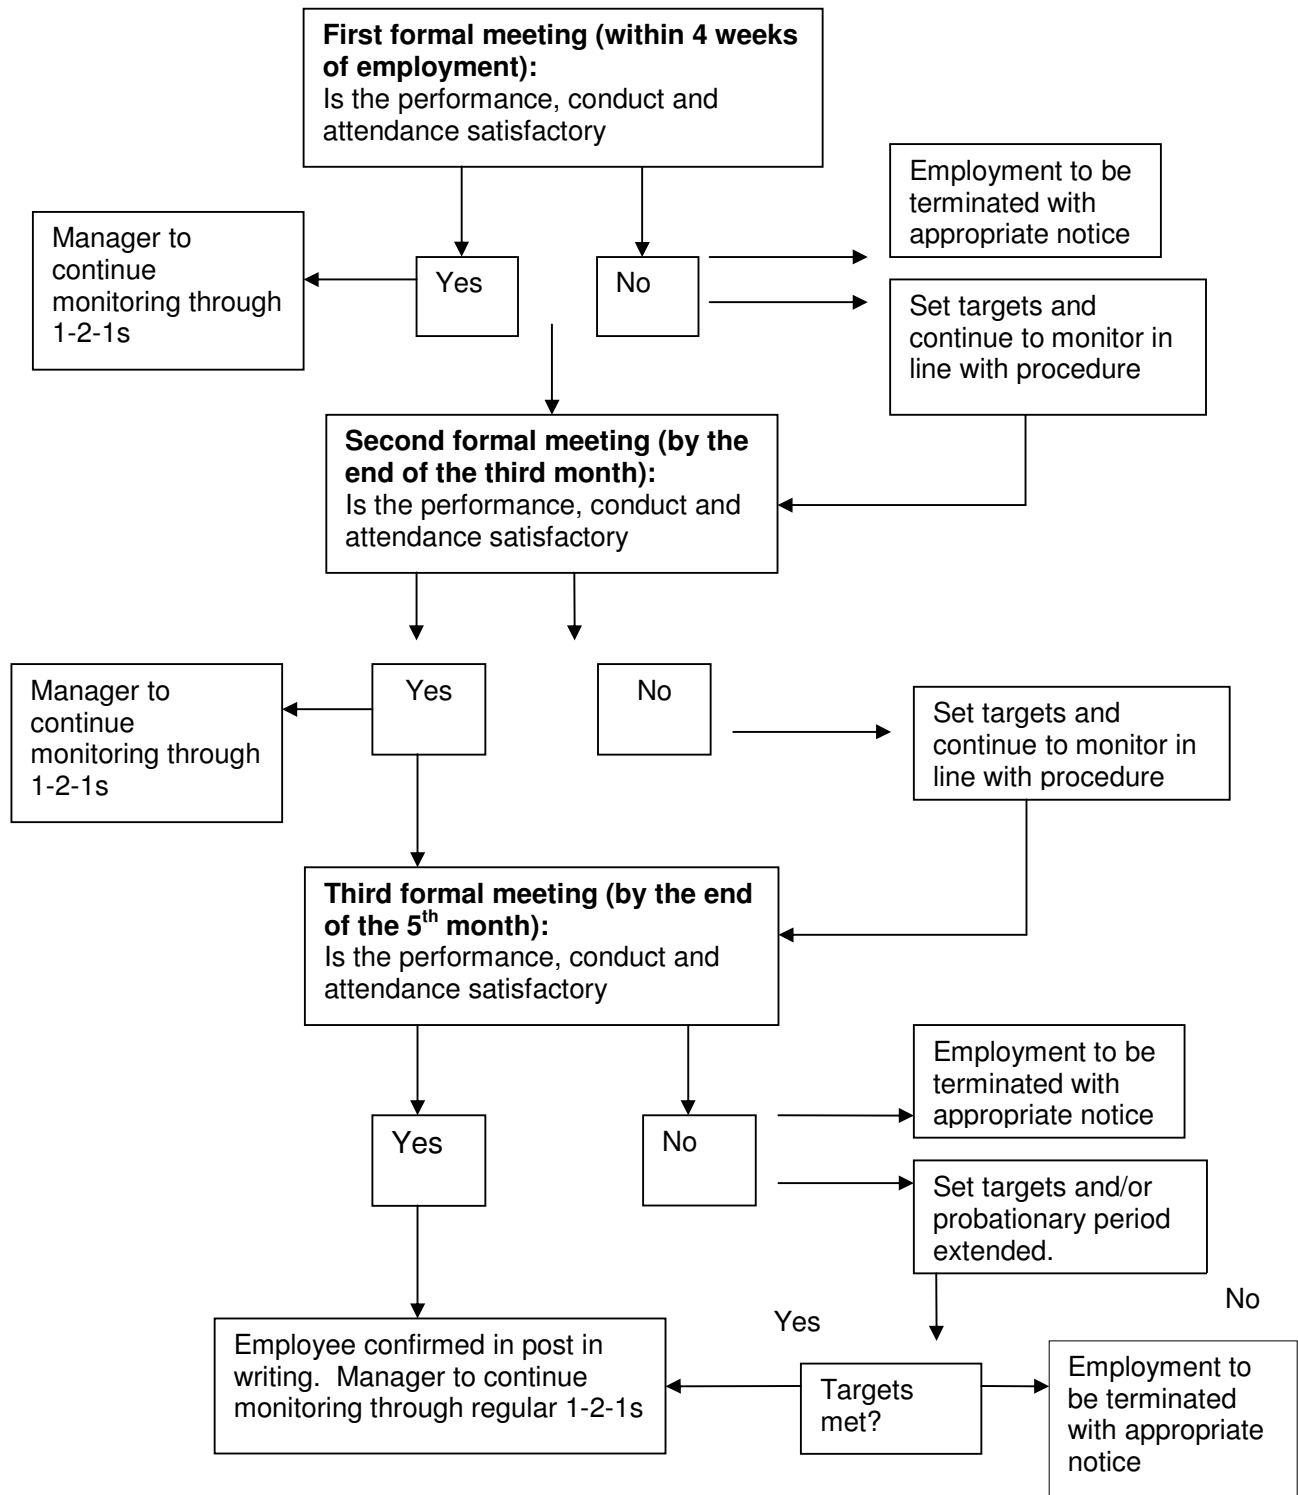 First formal meeting (within 4 weeks
of employment):
Is the performance, conduct and
attendance satisfactory
Employment to be
terminated with
appropriate notice
Manager to
continue
monitoring through
1-2-1s
Yes
No
Set targets and
continue to monitor in
line with procedure
Second formal meeting (by the
end of the third month):
Is the performance, conduct and
attendance satisfactory
Manager to
continue
monitoring through
1-2-1s
Yes
No
Set targets and
continue to monitor in
line with procedure
Third formal meeting (by the end
of the 5th month):
Is the performance, conduct and
attendance satisfactory
Employment to be
terminated with
appropriate notice
Yes
No
Set targets and/or
probationary period
extended.
Yes
No
Employee confirmed in post in
writing.  Manager to continue
monitoring through regular 1-2-1s
Targets
met?
Employment to
be terminated
with appropriate
notice